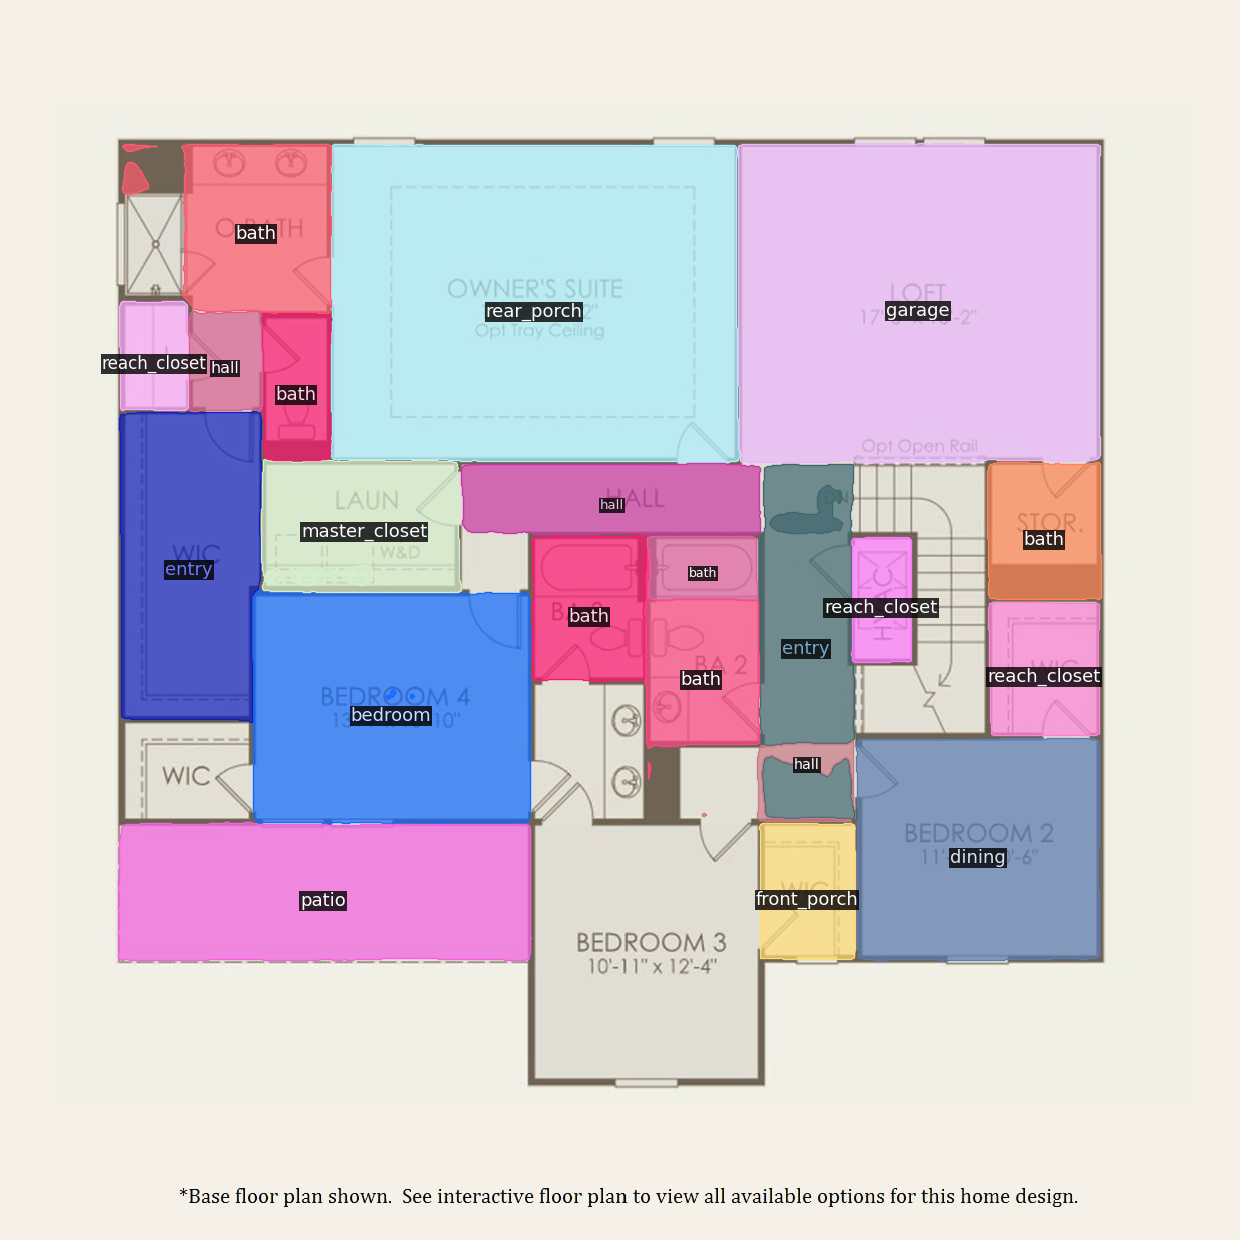 O BATH
bath
OWNER'S SUITE
rear_porch
Opt Tray Ceiling
LOFT
garage
Opt Open Rail
reach_closet
hall
bath
LAUN
master_closet
W&D
HALL
hall
STOR.
bath
WIC
entry
bath
bath
HVAC
reach_closet
BA 2
bath
entry
WIC
reach_closet
BEDROOM 4
bedroom
WIC
hall
BEDROOM 2
dining
WIC
front_porch
patio
BEDROOM 3
10'-11" x 12'-4"
*Base floor plan shown.  See interactive floor plan to view all available options for this home design.